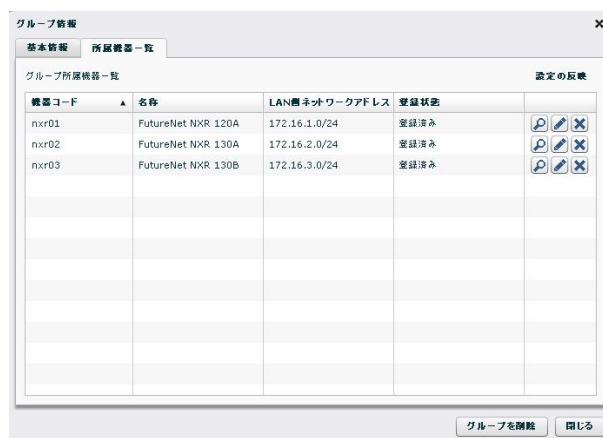 グループ情報
基本情報 所属機器一覧
グループ所属機器一覧 設定の反映
機器コード ▲ 名称 LAN側ネットワークアドレス 登録状態
nxr01 FutureNet NXR 120A 172.16.1.0/24 登録済み
nxr02 FutureNet NXR 130A 172.16.2.0/24 登録済み
nxr03 FutureNet NXR 130B 172.16.3.0/24 登録済み
グループを削除 閉じる